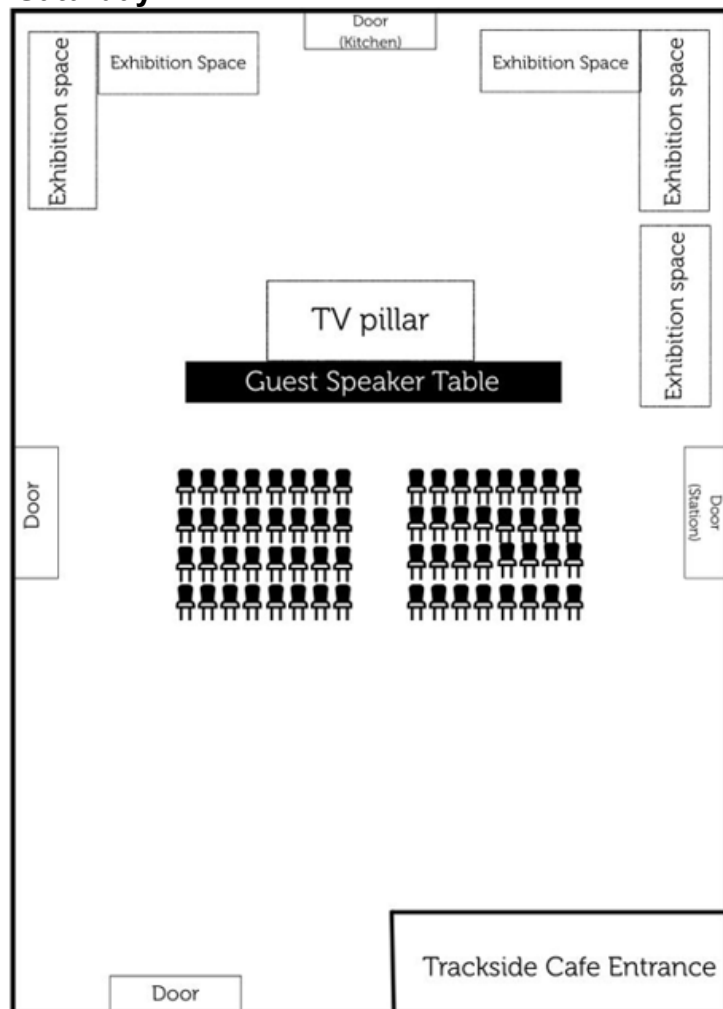 Door
(Kitchen)
Exhibition space
Exhibition Space
Exhibition Space
Exhibition space
Exhibition space
TV pillar
Guest Speaker Table
Door
Door
(Station)
Trackside Cafe Entrance
Door